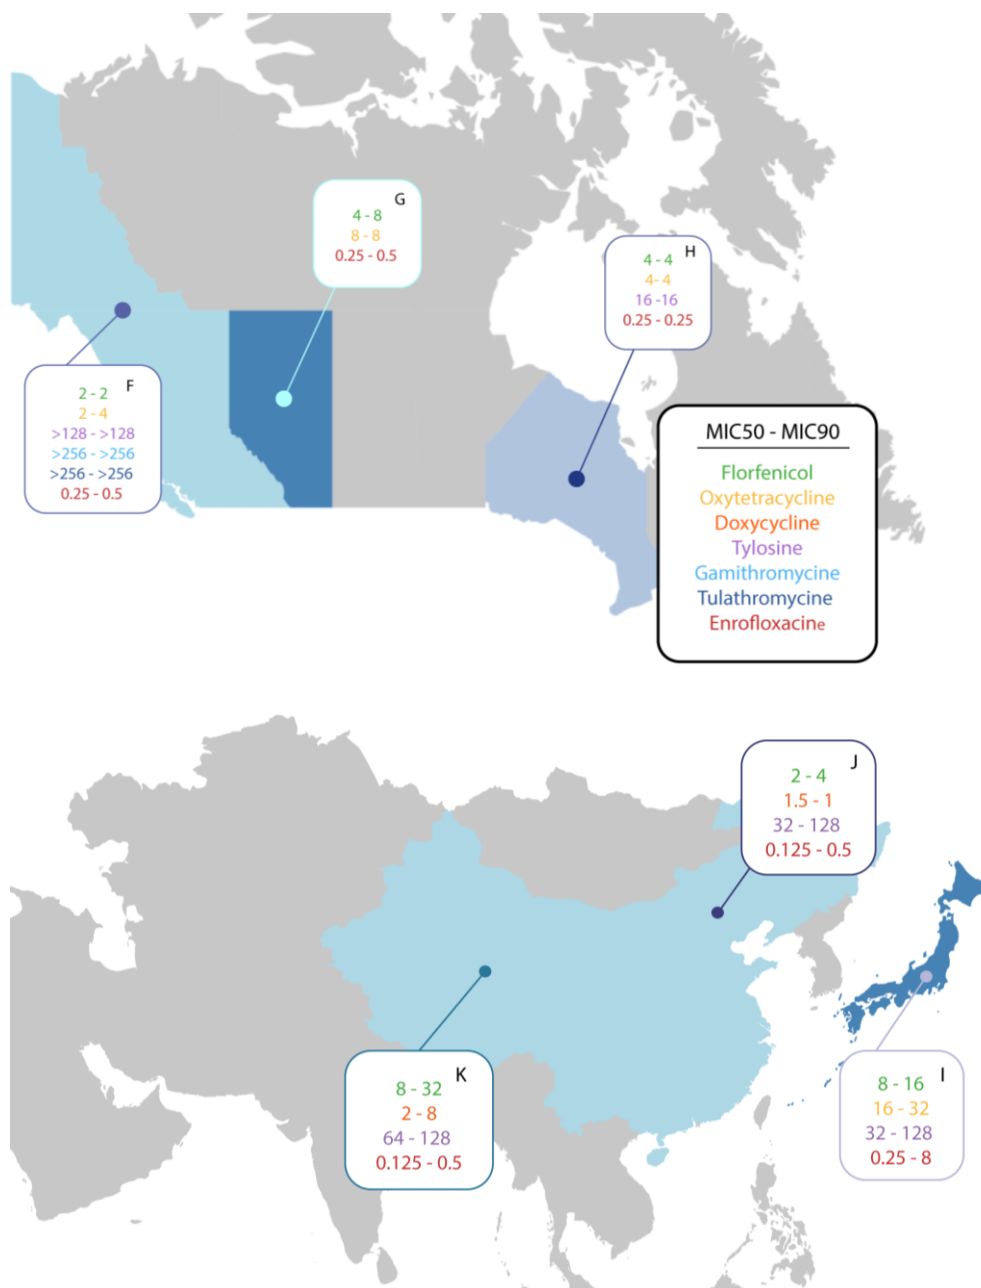 G
4 - 8
8 - 8
0.25 - 0.5
H
4 - 4
4- 4
16 -16
0.25 - 0.25
F
2 - 2
2 - 4
>128 - >128
>256 - >256
>256 - >256
0.25 - 0.5
MIC50 - MIC90
Florfenicol
Oxytetracycline
Doxycycline
Tylosine
Gamithromycine
Tulathromycine
Enrofloxacine
J
2 - 4
1.5 - 1
32 - 128
0.125 - 0.5
K
8 - 32
2 - 8
64 - 128
0.125 - 0.5
I
8 - 16
16 - 32
32 - 128
0.25 - 8